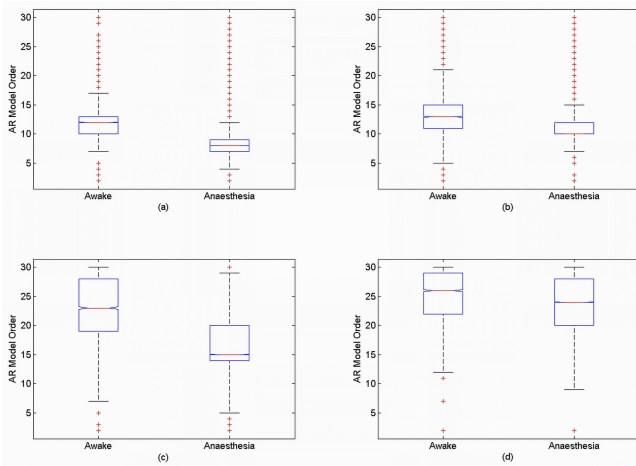 30
25
20
15
10
5
AR Model Order
Awake
Anaesthesia
(a)
30
25
20
15
10
5
AR Model Order
Awake
Anaesthesia
(b)
30
25
20
15
10
5
AR Model Order
Awake
Anaesthesia
(c)
30
25
20
15
10
5
AR Model Order
Awake
Anaesthesia
(d)